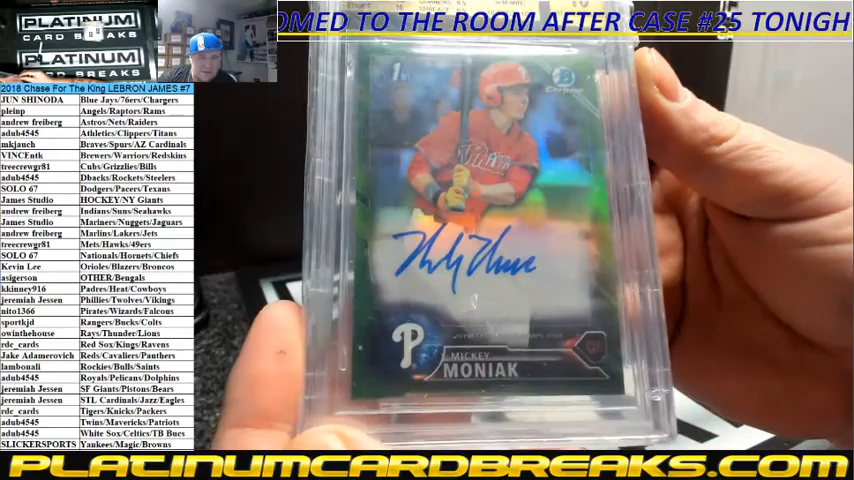 PLATINUM
CARD BREAKS
PLATINUM
CARD BREAKS
OMED TO THE ROOM AFTER CASE #25 TONIGH
2018 Chase For The King LEBRON JAMES #7
JUN SHINODA Blue Jays/76ers/Chargers
pleinp Angels/Raptors/Rams
andrew freiberg Astros/Nets/Raiders
adub4545 Athletics/Clippers/Titans
mkjauch Braves/Spurs/AZ Cardinals
VINCEntk Brewers/Warriors/Redskins
treecrewgr81 Cubs/Grizzlies/Bills
adub4545 Dbacks/Rockets/Steelers
SOLO 67 Dodgers/Pacers/Texans
James Studio HOCKEY/NY Giants
andrew freiberg Indians/Suns/Seahawks
James Studio Mariners/Nuggets/Jaguars
andrew freiberg Marlins/Lakers/Jets
treecrewgr81 Mets/Hawks/49ers
SOLO 67 Nationals/Hornets/Chiefs
Kevin Lee Orioles/Blazers/Broncos
asigerson OTHER/Bengals
kkinney916 Padres/Heat/Cowboys
jeremiah Jessen Phillies/Twolves/Vikings
nito1366 Pirates/Wizards/Falcons
sportkjd Rangers/Bucks/Colts
owinthehouse Rays/Thunder/Lions
rdc_cards Red Sox/Kings/Ravens
Jake Adamerovich Reds/Cavaliers/Panthers
lambonali Rockies/Bulls/Saints
adub4545 Royals/Pelicans/Dolphins
jeremiah Jessen SF Giants/Pistons/Bears
jeremiah Jessen STL Cardinals/Jazz/Eagles
rdc_cards Tigers/Knicks/Packers
adub4545 Twins/Mavericks/Patriots
adub4545 White Sox/Celtics/TB Bucs
SLICKERSPORTS Yankees/Magic/Browns
1st
B
Chrome
P
MICKEY
MONIAK
PLATINUMCARDBREAKS.COM